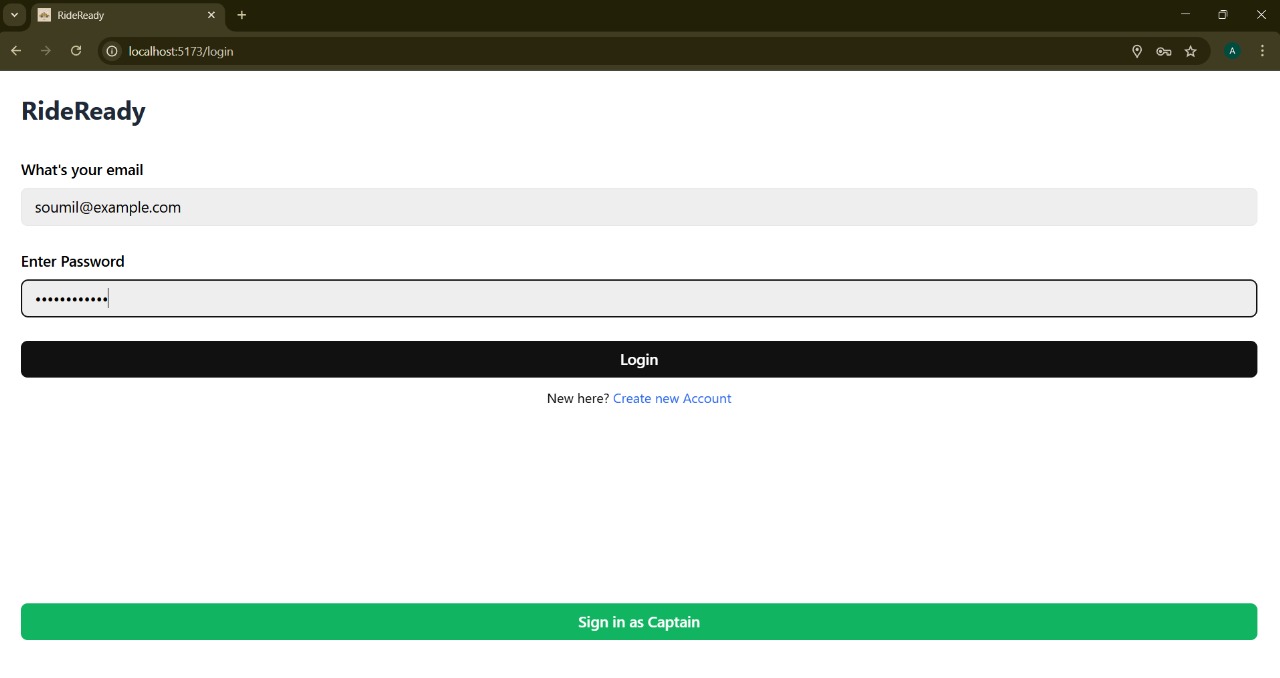 RideReady
localhost:5173/login
A
RideReady
What's your email
soumil@example.com
Enter Password
••••••••••••
Login
New here? Create new Account
Sign in as Captain